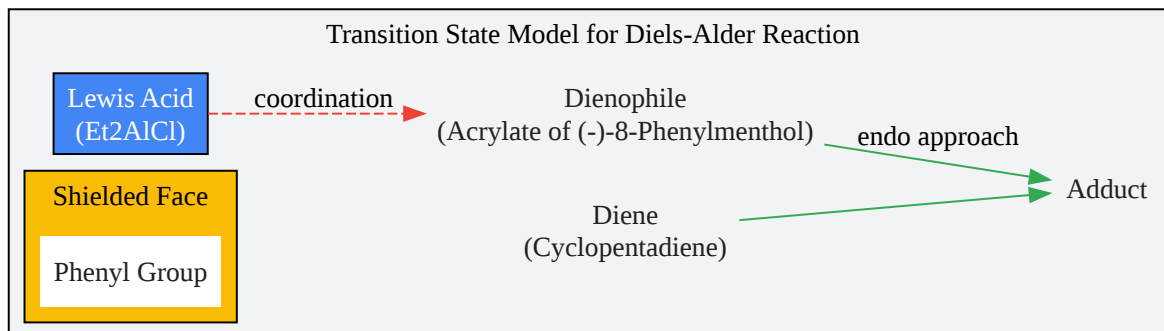 Transition State Model for Diels-Alder Reaction
Lewis Acid
(Et2AlCl)
coordination
Dienophile
(Acrylate of (-)-8-Phenylmenthol)
endo approach
Adduct
Shielded Face
Phenyl Group
Diene
(Cyclopentadiene)